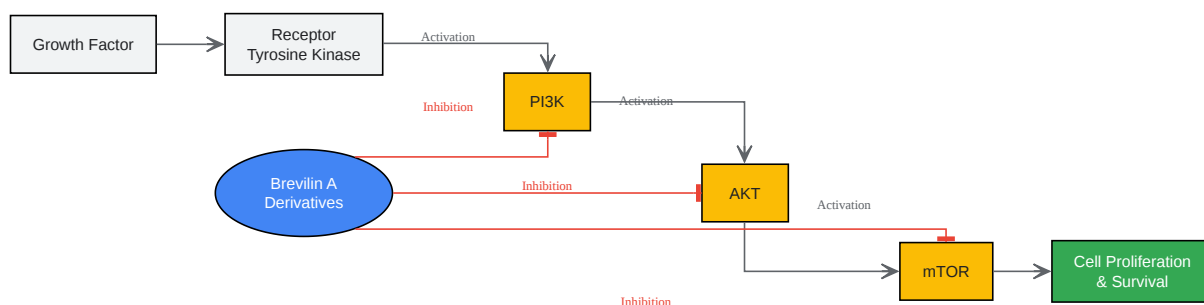 Growth Factor
Receptor
Tyrosine Kinase
Activation
PI3K
Activation
Inhibition
Brevilin A
Derivatives
Inhibition
AKT
Activation
mTOR
Cell Proliferation
& Survival
Inhibition